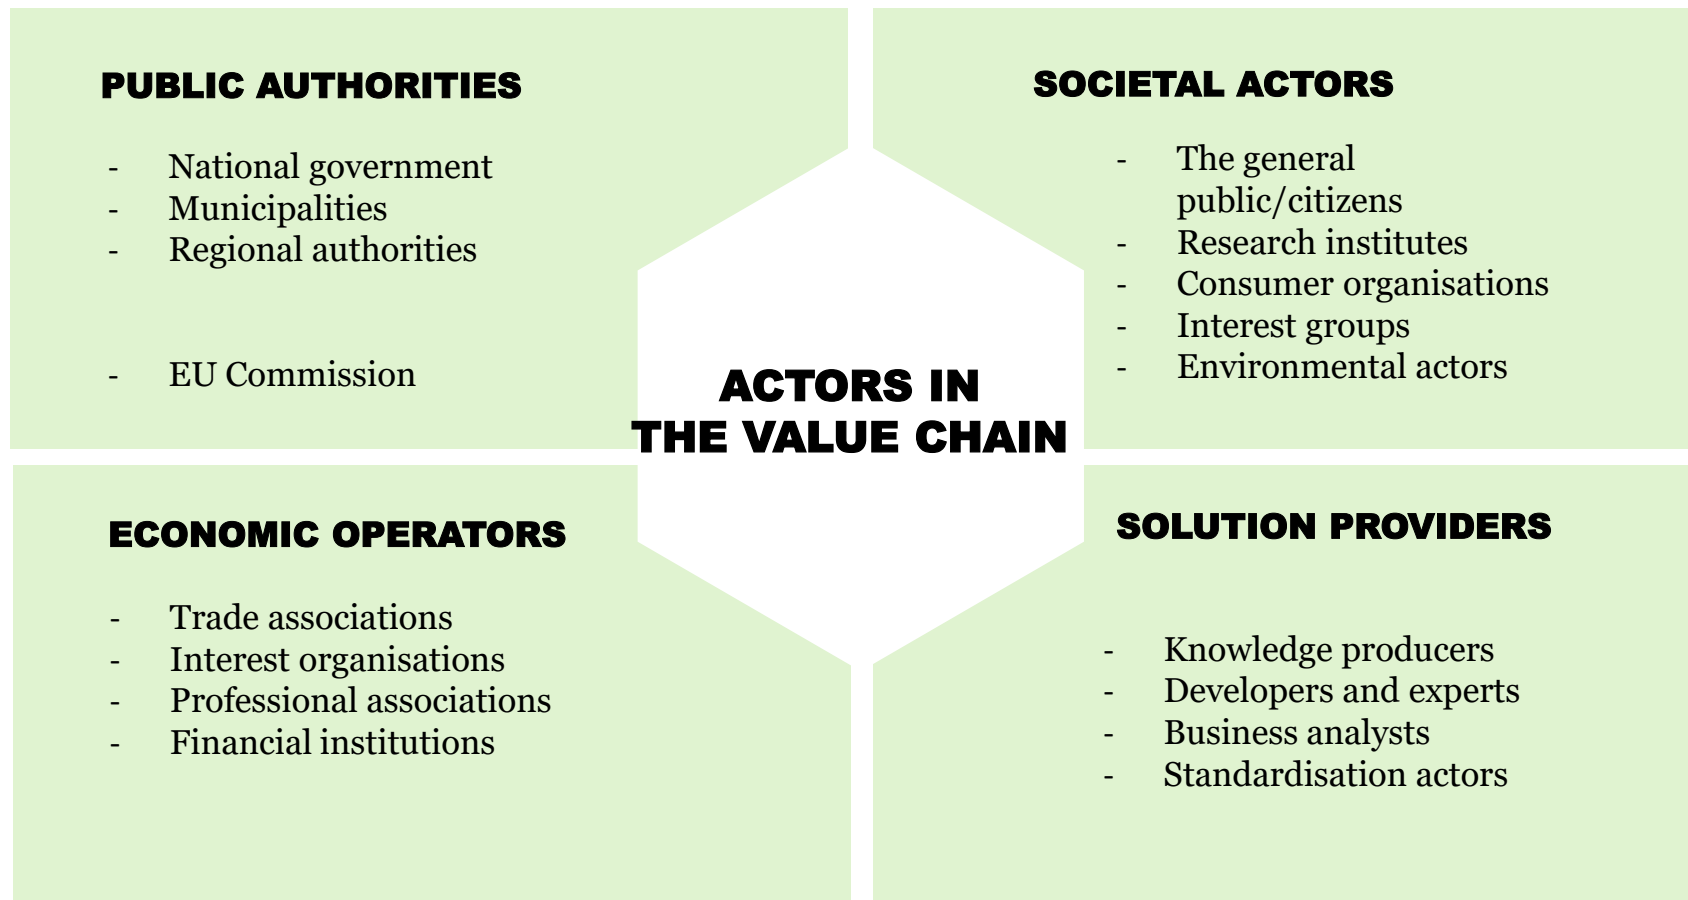 PUBLIC AUTHORITIES
- National government
- Municipalities
- Regional authorities
- EU Commission
SOCIETAL ACTORS
- The general
public/citizens
- Research institutes
- Consumer organisations
- Interest groups
- Environmental actors
ACTORS IN
THE VALUE CHAIN
ECONOMIC OPERATORS
- Trade associations
- Interest organisations
- Professional associations
- Financial institutions
SOLUTION PROVIDERS
- Knowledge producers
- Developers and experts
- Business analysts
- Standardisation actors